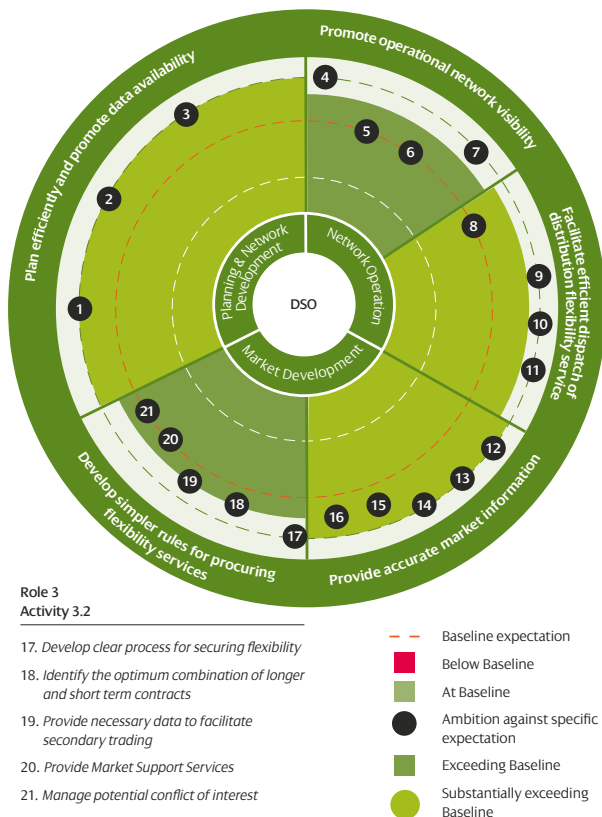 Plan efficiently and promote data availability
Promote operational network visibility
Facilitate efficient dispatch of
distribution flexibility service
Provide accurate market information
Develop simpler rules for procuring
flexibility services
Planning & Network
Development
Network Operation
Market Development
DSO
1
2
3
4
5
6
7
8
9
10
11
12
13
14
15
16
17
18
19
20
21
Role 3
Activity 3.2
17. Develop clear process for securing flexibility
18. Identify the optimum combination of longer
and short term contracts
19. Provide necessary data to facilitate
secondary trading
20. Provide Market Support Services
21. Manage potential conflict of interest
Baseline expectation
Below Baseline
At Baseline
Ambition against specific
expectation
Exceeding Baseline
Substantially exceeding
Baseline